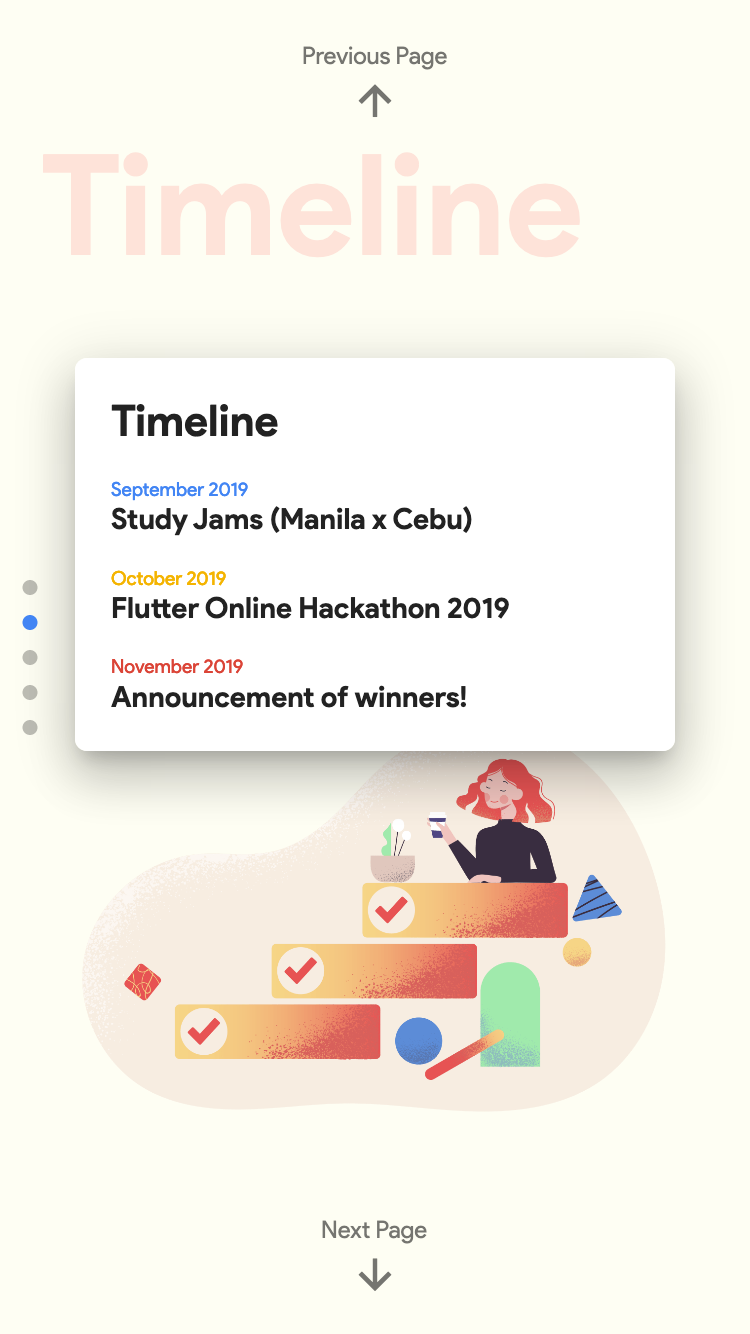 Previous Page
Timeline
Timeline
September 2019
Study Jams (Manila x Cebu)
October 2019
Flutter Online Hackathon 2019
November 2019
Announcement of winners!
Next Page